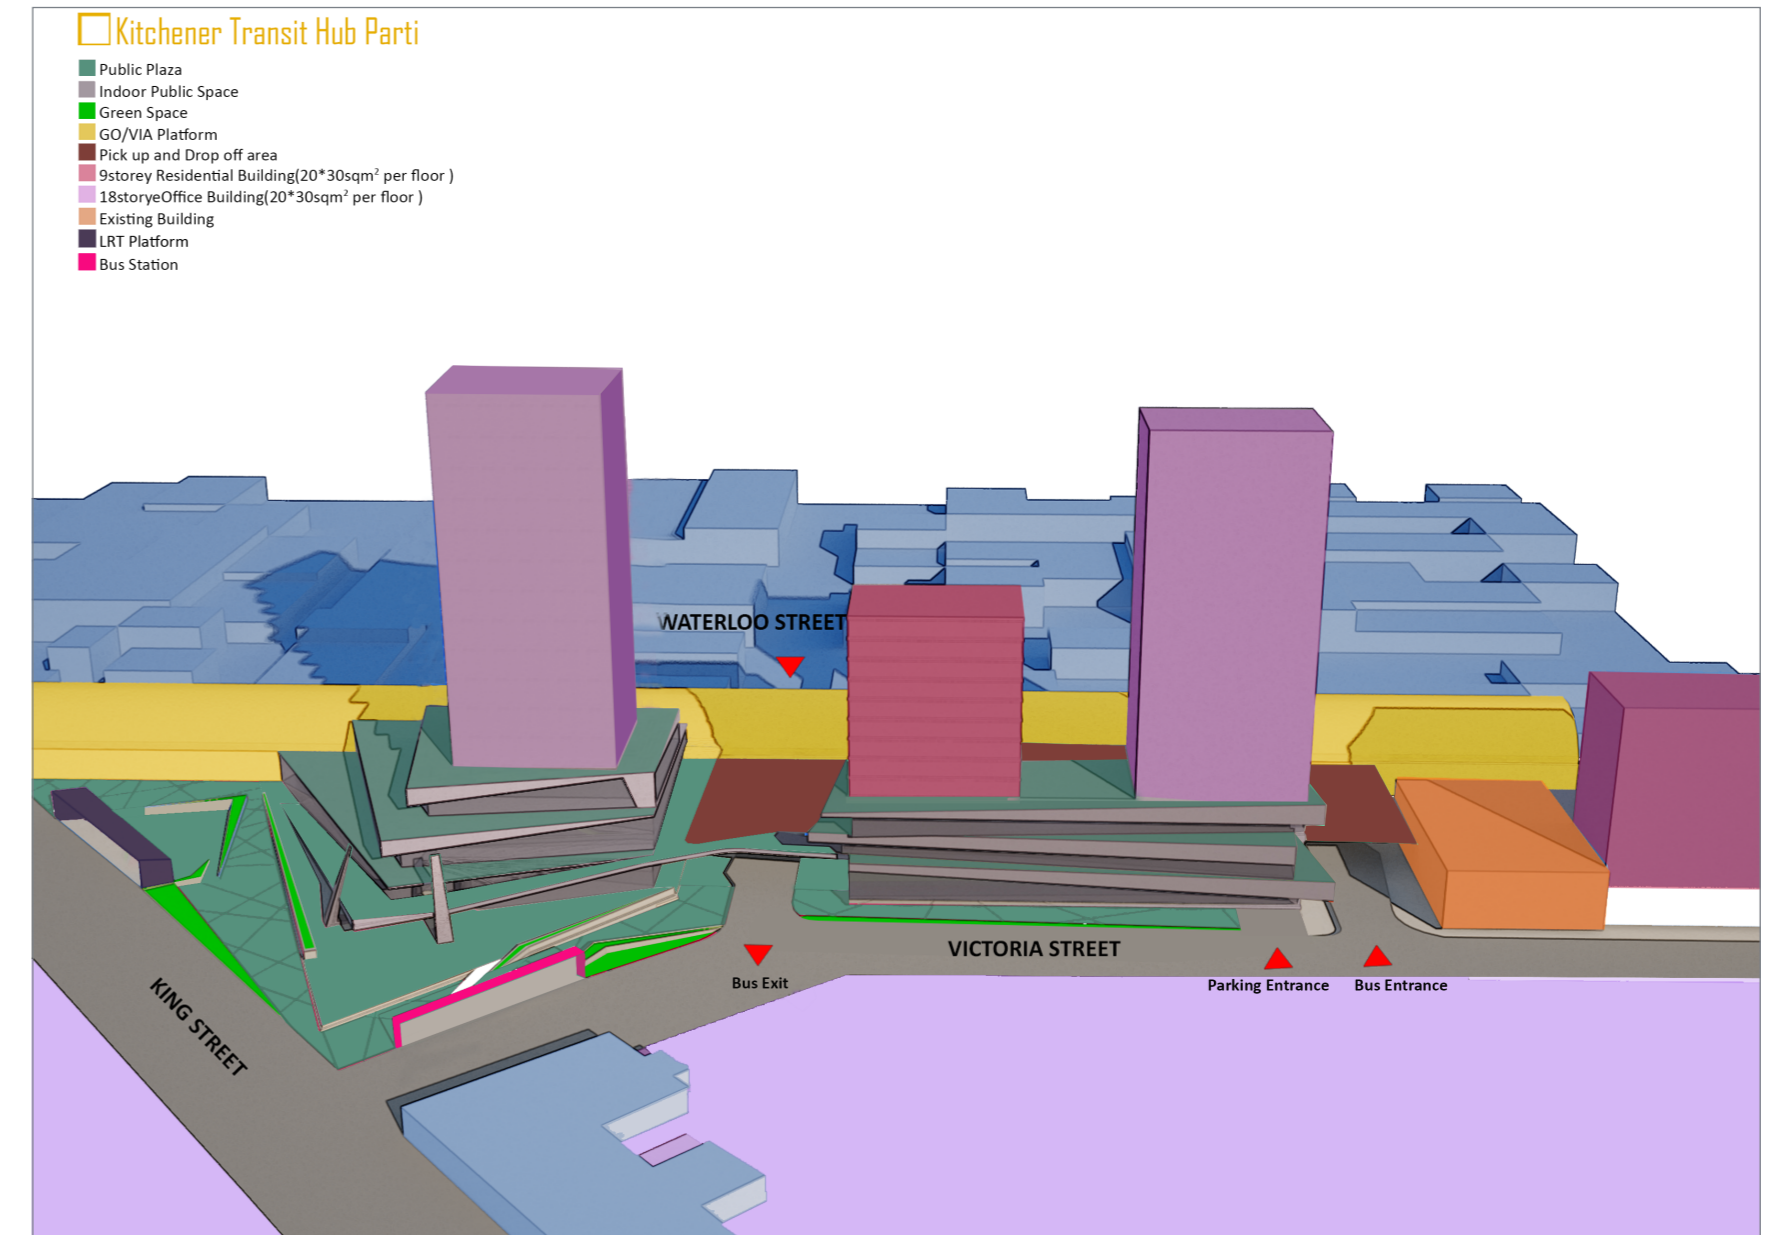 Kitchener Transit Hub Parti
Public Plaza
Indoor Public Space
Green Space
GO/VIA Platform
Pick up and Drop off area
9storey Residential Building(20*30sqm² per floor )
18storyeOffice Building(20*30sqm² per floor )
Existing Building
LRT Platform
Bus Station
WATERLOO STREET
VICTORIA STREET
Bus Exit
Parking Entrance
Bus Entrance
KING STREET